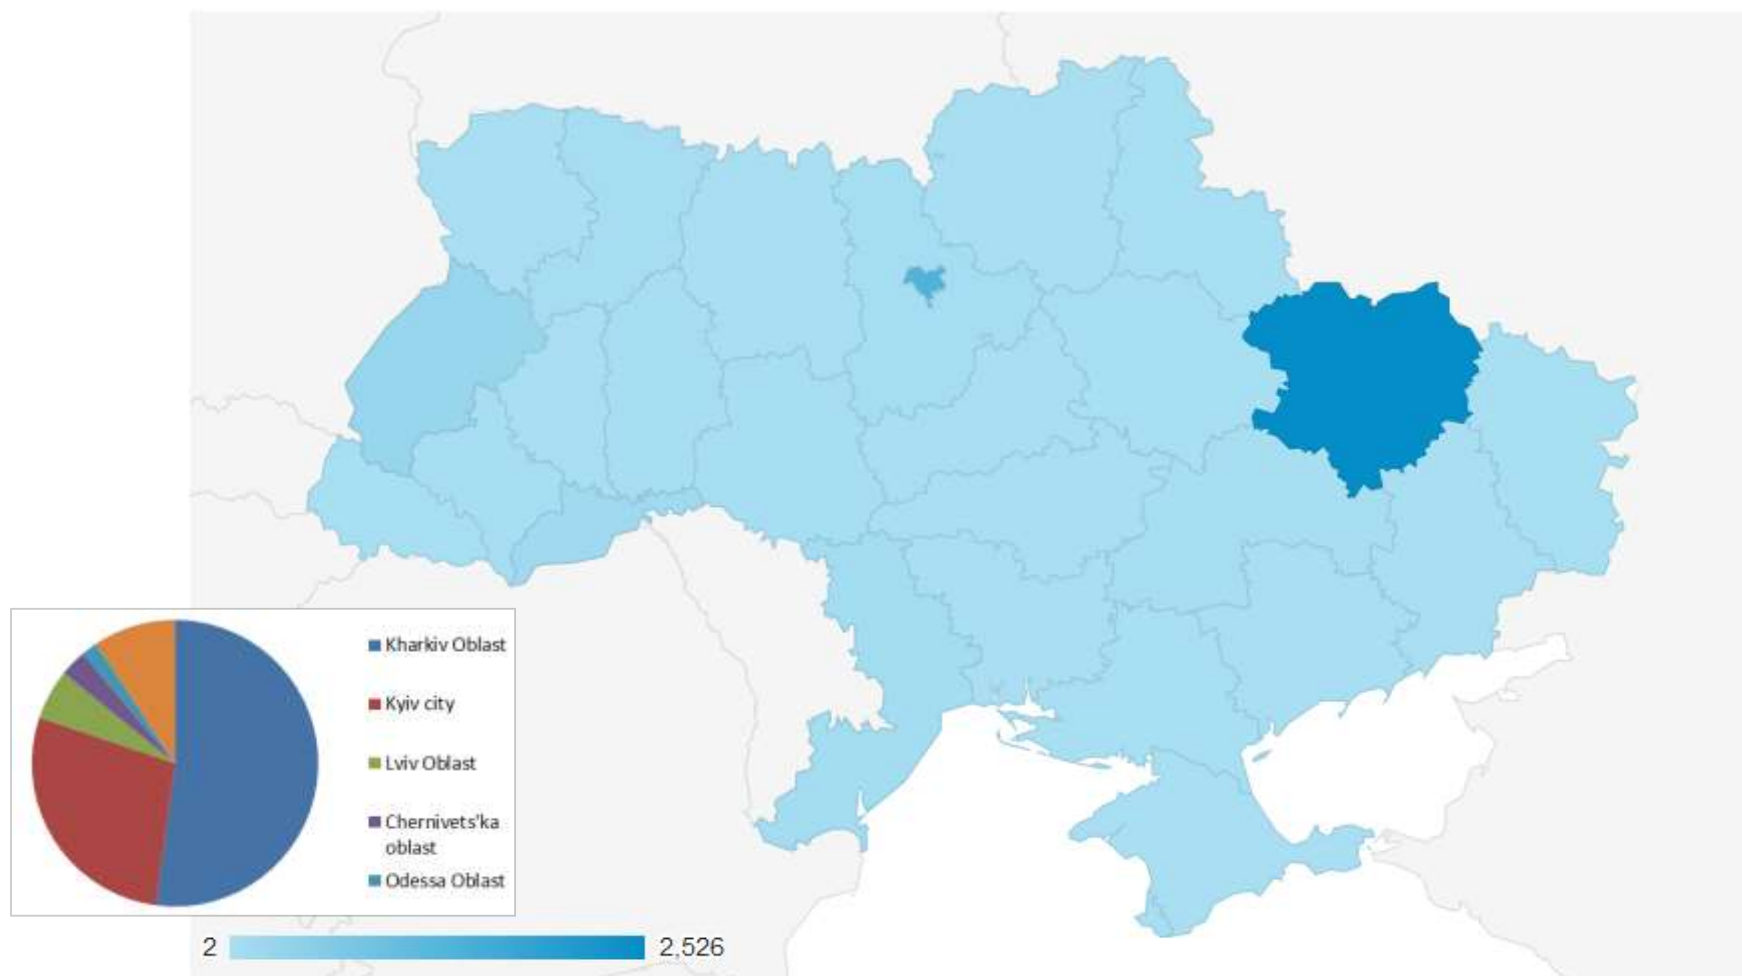 Kharkiv Oblast
Kyiv city
Lviv Oblast
Chernivets'ka
oblast
Odessa Oblast
2
2,526